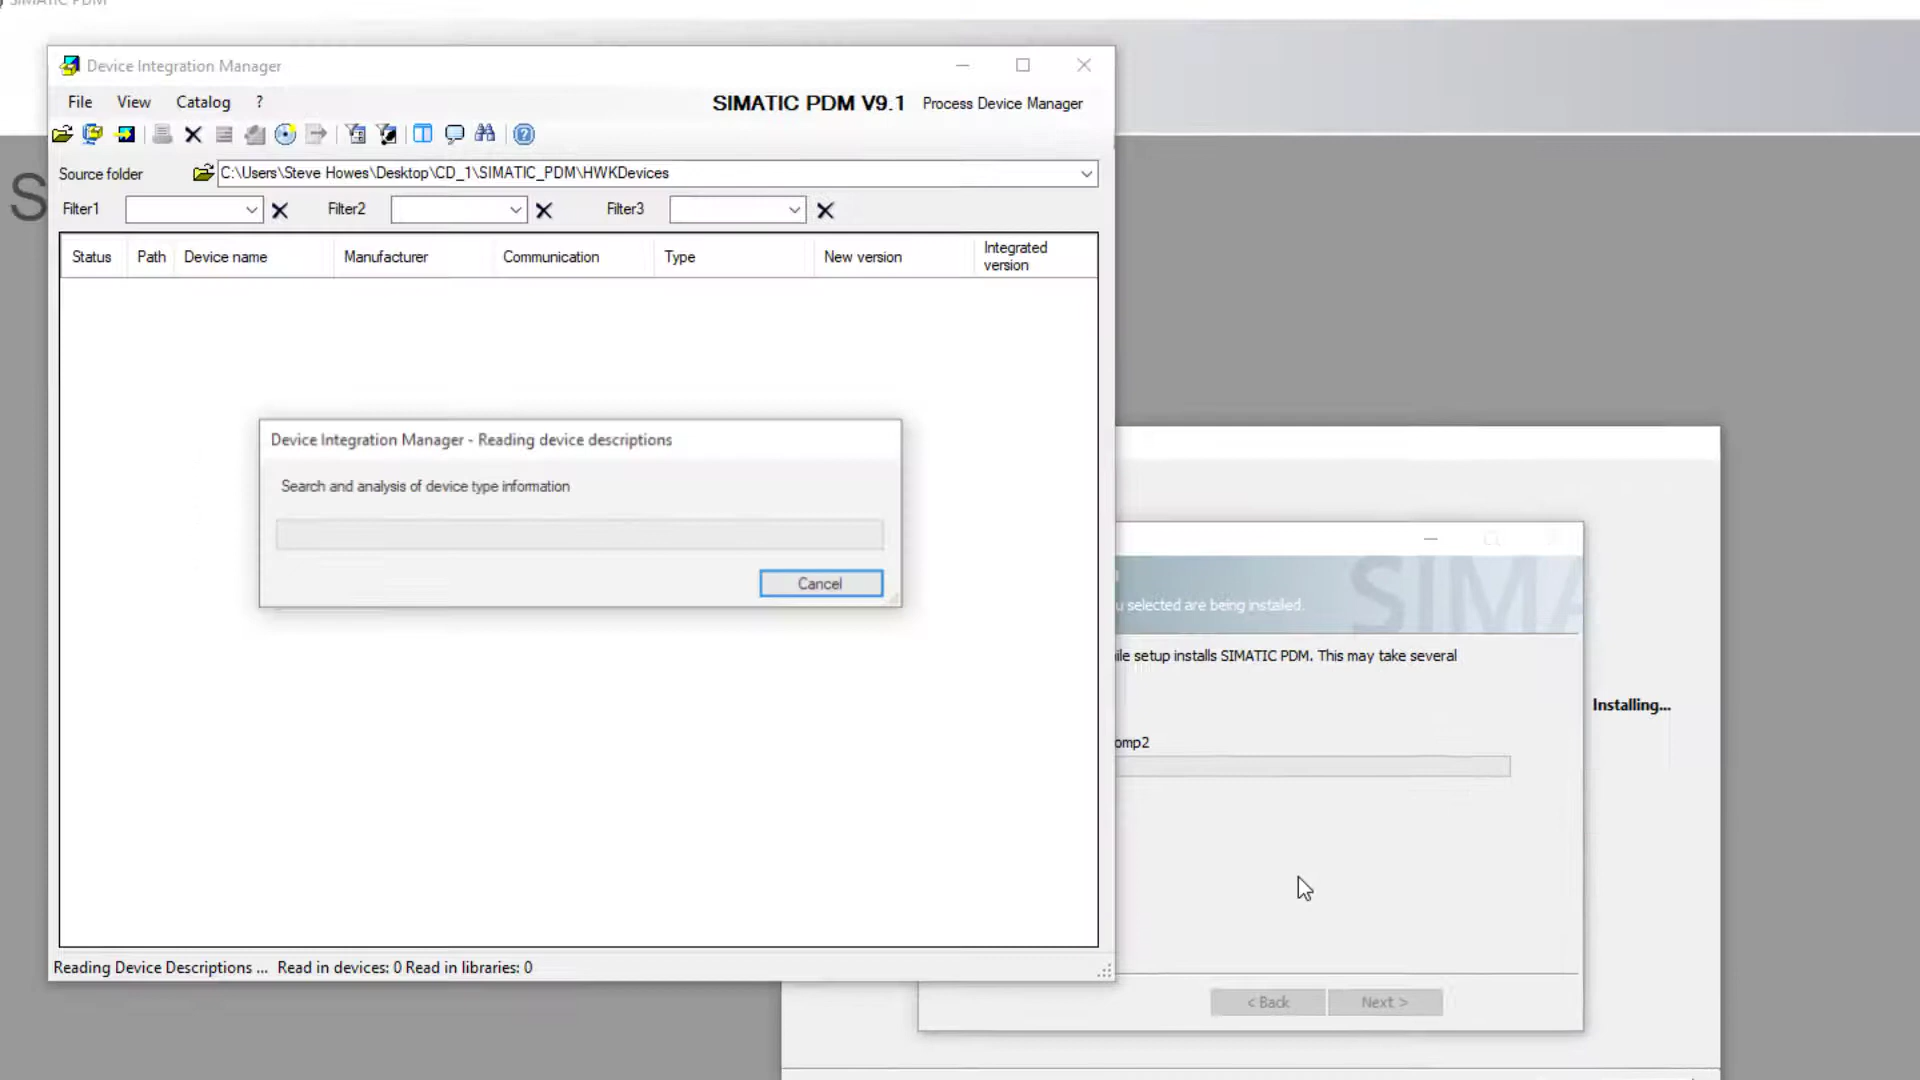 SIMATIC PDM
Device Integration Manager
File View Catalog ?
SIMATIC PDM V9.1 Process Device Manager
Source folder
C:\Users\Steve Howes\Desktop\CD_1\SIMATIC_PDM\HWKDevices
Filter1
Filter2
Filter3
Status Path Device name Manufacturer Communication Type New version Integrated version
Device Integration Manager - Reading device descriptions
Search and analysis of device type information
Cancel
Reading Device Descriptions ... Read in devices: 0 Read in libraries: 0
S
SIMA
u selected are being installed.
ile setup installs SIMATIC PDM. This may take several
Installing...
omp2
< Back Next >